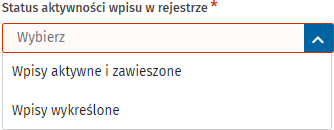 Status aktywności wpisu w rejestrze *
Wybierz
Wpisy aktywne i zawieszone
Wpisy wykreślone